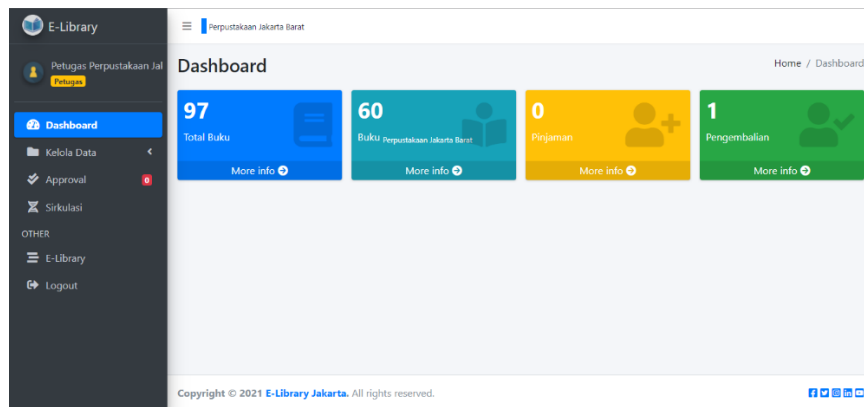 E-Library
Perpustakaan Jakarta Barat
Petugas Perpustakaan Jal
Petugas
Dashboard
Home / Dashboard
Dashboard
Kelola Data
Approval 0
Sirkulasi
OTHER
E-Library
Logout
97
Total Buku
More info
60
Buku Perpustakaan Jakarta Barat
More info
0
Pinjaman
More info
1
Pengembalian
More info
Copyright © 2021 E-Library Jakarta. All rights reserved.